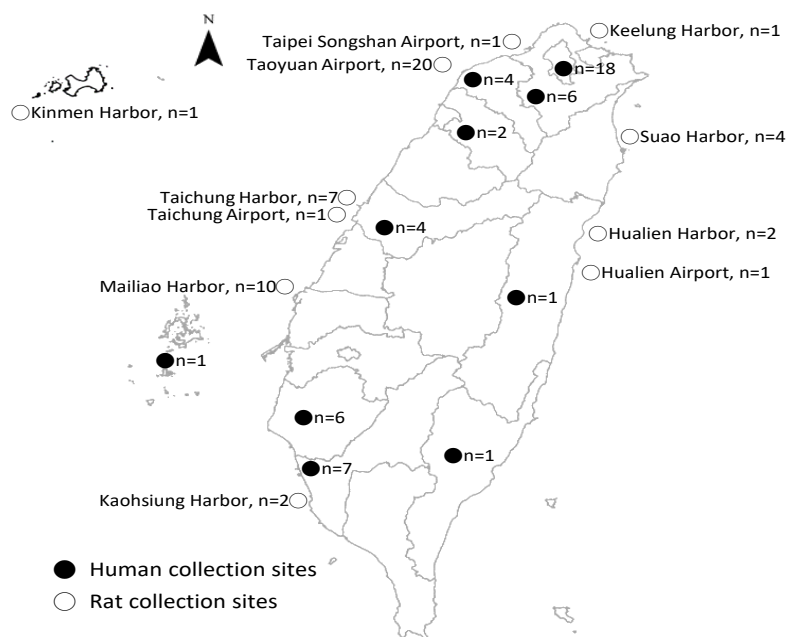 N
Keelung Harbor, n=1
Taipei Songshan Airport, n=1
Taoyuan Airport, n=20
n=18
n=4
n=6
Kinmen Harbor, n=1
n=2
Suao Harbor, n=4
Taichung Harbor, n=7
Taichung Airport, n=1
n=4
Hualien Harbor, n=2
Hualien Airport, n=1
Mailiao Harbor, n=10
n=1
n=1
n=6
n=1
n=7
Kaohsiung Harbor, n=2
Human collection sites
Rat collection sites